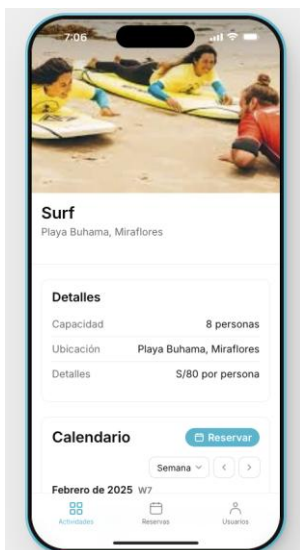 7:06
Surf
Playa Buhama, Miraflores
Detalles
Capacidad 8 personas
Ubicación Playa Buhama, Miraflores
Detalles S/80 por persona
Calendario Reservar
Semana
Febrero de 2025 W7
Actividades Reservas Usuarios